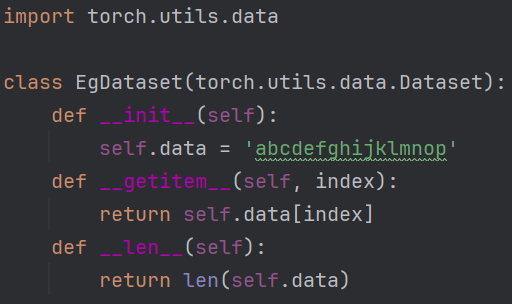 import torch.utils.data
class EgDataset(torch.utils.data.Dataset):
    def __init__(self):
        self.data = 'abcdefghijklmnop'
    def __getitem__(self, index):
        return self.data[index]
    def __len__(self):
        return len(self.data)